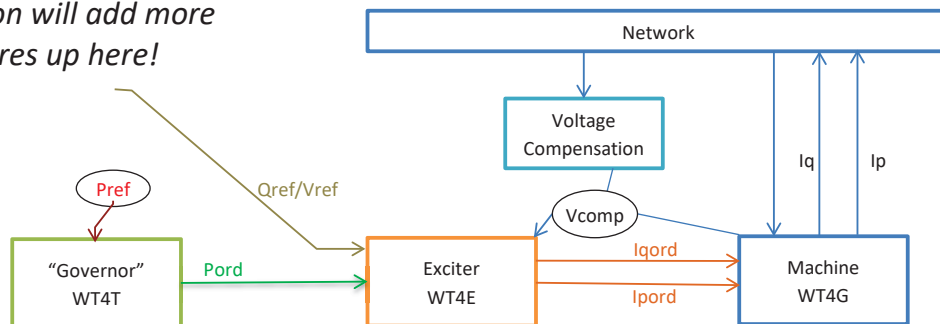 on will add more
res up here!
Network
Voltage
Compensation
Iq
Ip
Pref
Qref/Vref
Vcomp
"Governor"
WT4T
Pord
Exciter
WT4E
Iqord
Ipord
Machine
WT4G